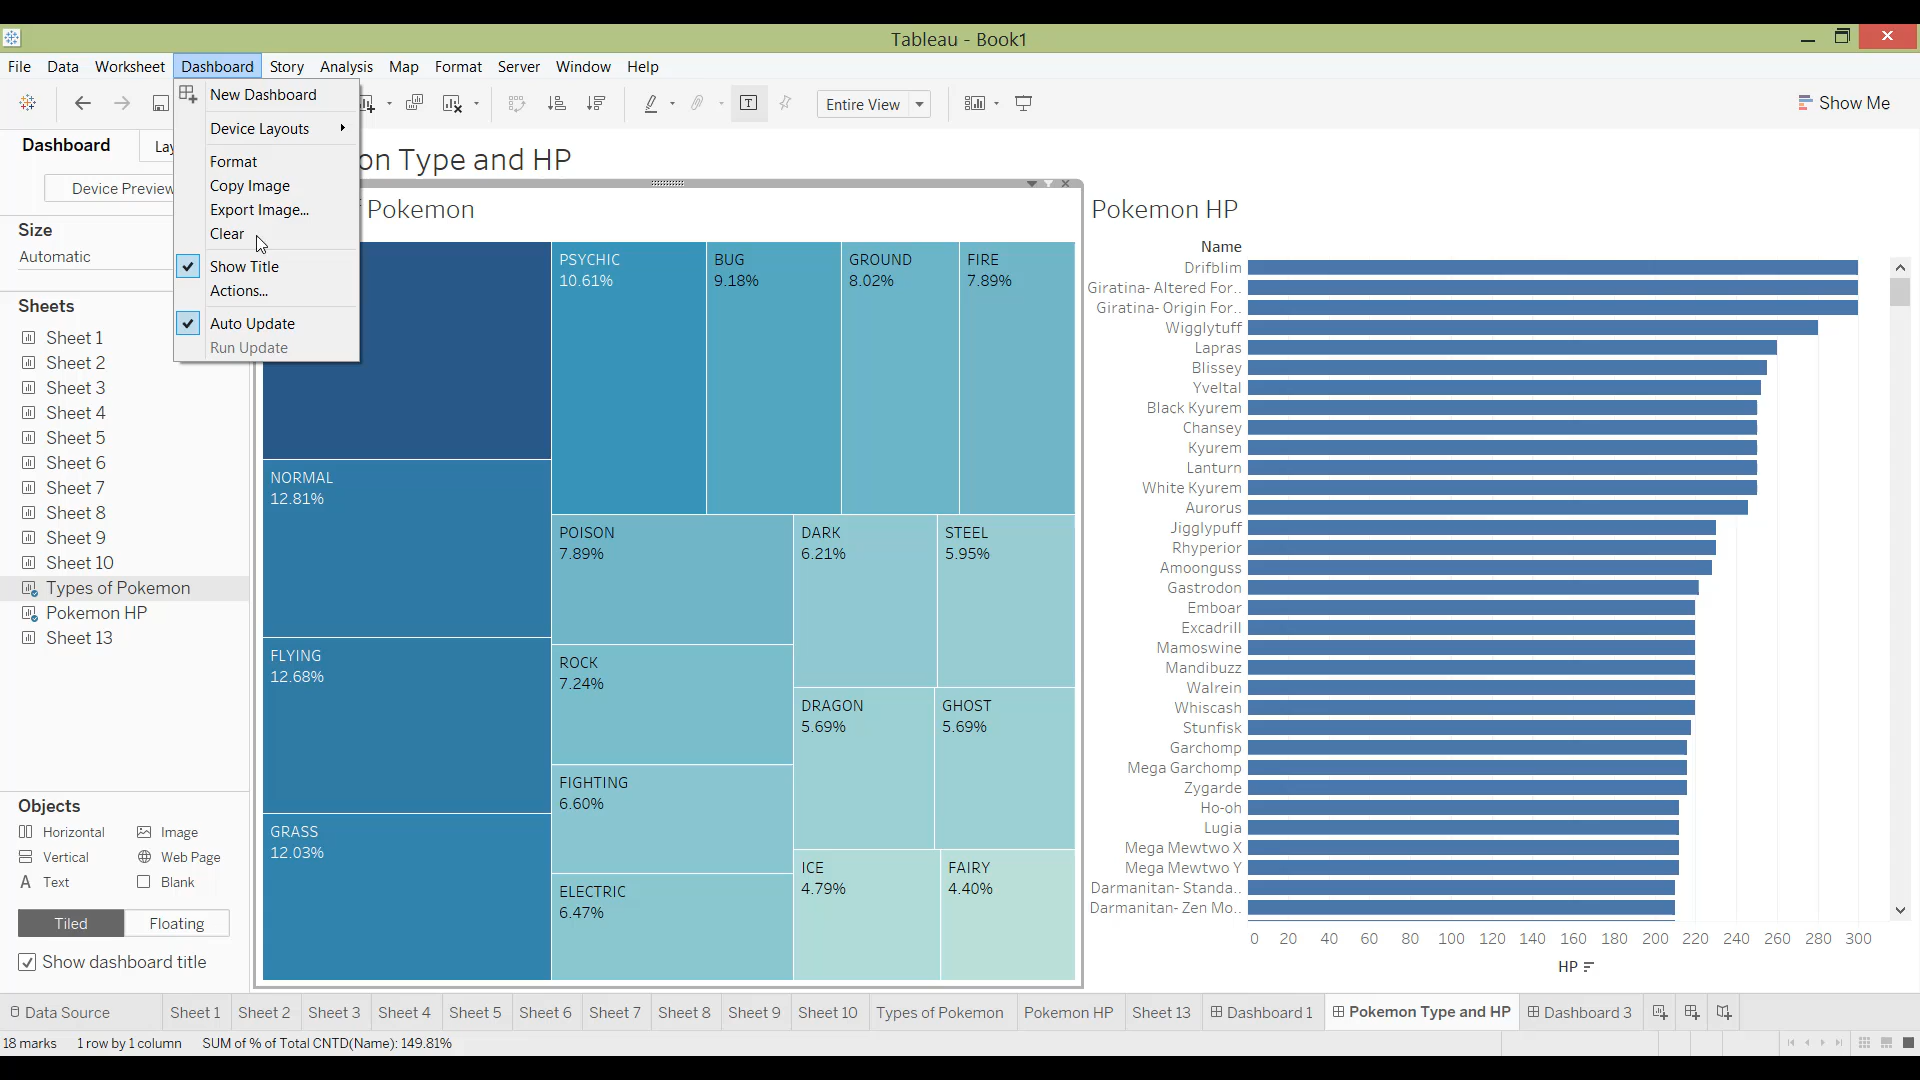 Tableau - Book1
File Data Worksheet Dashboard Story Analysis Map Format Server Window Help
New Dashboard
Device Layouts
Format
Copy Image
Export Image...
Clear
Show Title
Actions...
Auto Update
Run Update
Entire View
Show Me
Dashboard
Lay
Device Preview
Size
Automatic
Sheets
Sheet 1
Sheet 2
Sheet 3
Sheet 4
Sheet 5
Sheet 6
Sheet 7
Sheet 8
Sheet 9
Sheet 10
Types of Pokemon
Pokemon HP
Sheet 13
Objects
Horizontal Image
Vertical Web Page
A Text Blank
Tiled Floating
Show dashboard title
on Type and HP
Pokemon
NORMAL
12.81%
FLYING
12.68%
GRASS
12.03%
PSYCHIC
10.61%
BUG
9.18%
GROUND
8.02%
FIRE
7.89%
POISON
7.89%
ROCK
7.24%
FIGHTING
6.60%
ELECTRIC
6.47%
DARK
6.21%
STEEL
5.95%
DRAGON
5.69%
GHOST
5.69%
ICE
4.79%
FAIRY
4.40%
Pokemon HP
Name
Drifblim
Giratina- Altered For..
Giratina- Origin For..
Wigglytuff
Lapras
Blissey
Yveltal
Black Kyurem
Chansey
Kyurem
Lanturn
White Kyurem
Aurorus
Jigglypuff
Rhyperior
Amoonguss
Gastrodon
Emboar
Excadrill
Mamoswine
Mandibuzz
Walrein
Whiscash
Stunfisk
Garchomp
Mega Garchomp
Zygarde
Ho-oh
Lugia
Mega Mewtwo X
Mega Mewtwo Y
Darmanitan- Standa..
Darmanitan- Zen Mo..
0 20 40 60 80 100 120 140 160 180 200 220 240 260 280 300
HP
Data Source Sheet 1 Sheet 2 Sheet 3 Sheet 4 Sheet 5 Sheet 6 Sheet 7 Sheet 8 Sheet 9 Sheet 10 Types of Pokemon Pokemon HP Sheet 13 Dashboard 1 Pokemon Type and HP Dashboard 3
18 marks 1 row by 1 column SUM of % of Total CNTD(Name): 149.81%